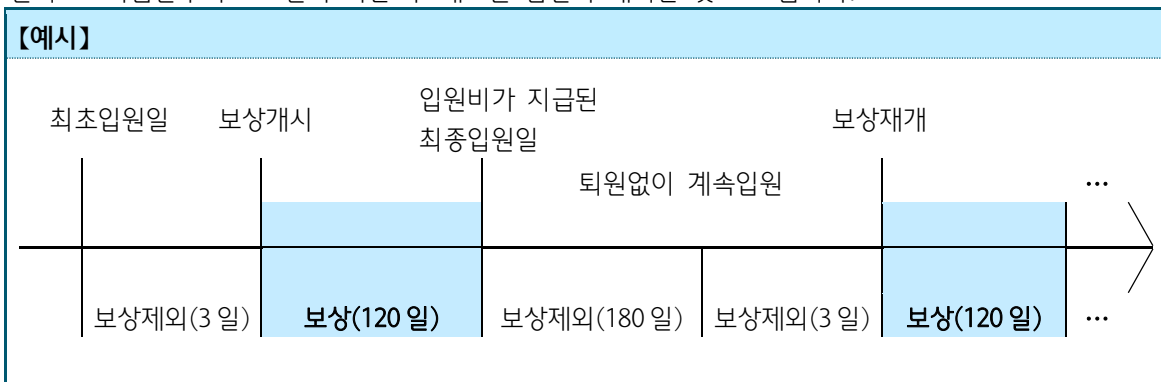 【예시】
입원비가 지급된
최초입원일 보상개시 보상재개
최종입원일
퇴원없이 계속입원 …
보상제외(3 일) 보상(120 일) 보상제외(180 일) 보상제외(3 일) 보상(120 일) …